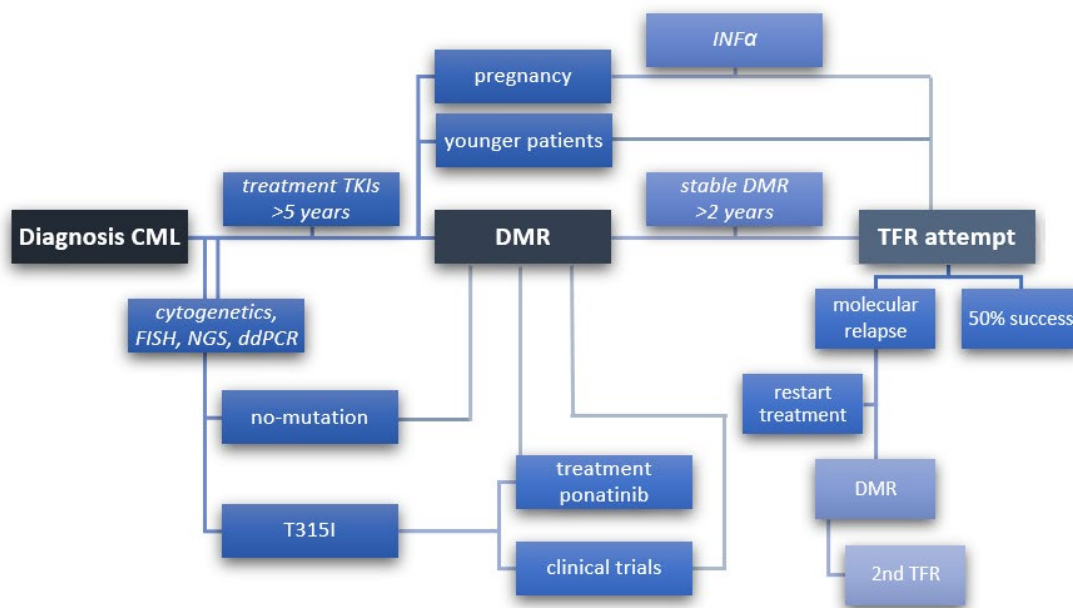 INFα
pregnancy
younger patients
treatment TKIs
>5 years
stable DMR
>2 years
Diagnosis CML
DMR
TFR attempt
cytogenetics,
FISH, NGS, ddPCR
molecular
relapse
50% success
restart
treatment
no-mutation
treatment
ponatinib
DMR
T315I
clinical trials
2nd TFR